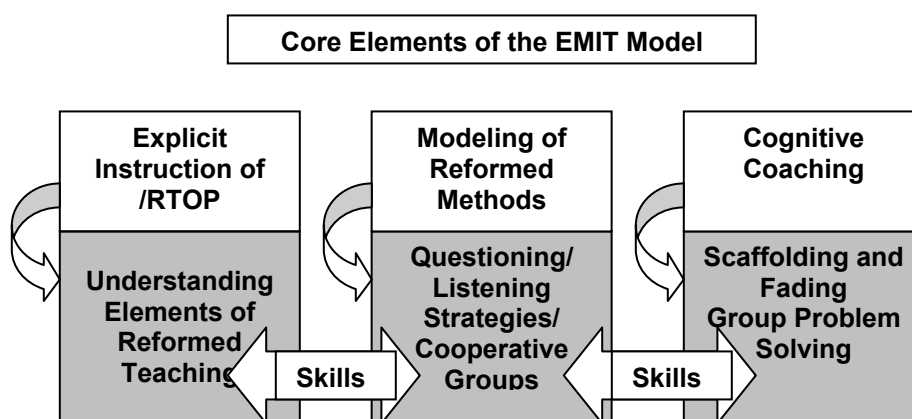 Core Elements of the EMIT Model
Explicit
Instruction of
/RTOP
Understanding
Elements of
Reformed
Teaching
Modeling of
Reformed
Methods
Questioning/
Listening
Strategies/
Cooperative
Groups
Cognitive
Coaching
Scaffolding and
Fading
Group Problem
Solving
Skills
Skills